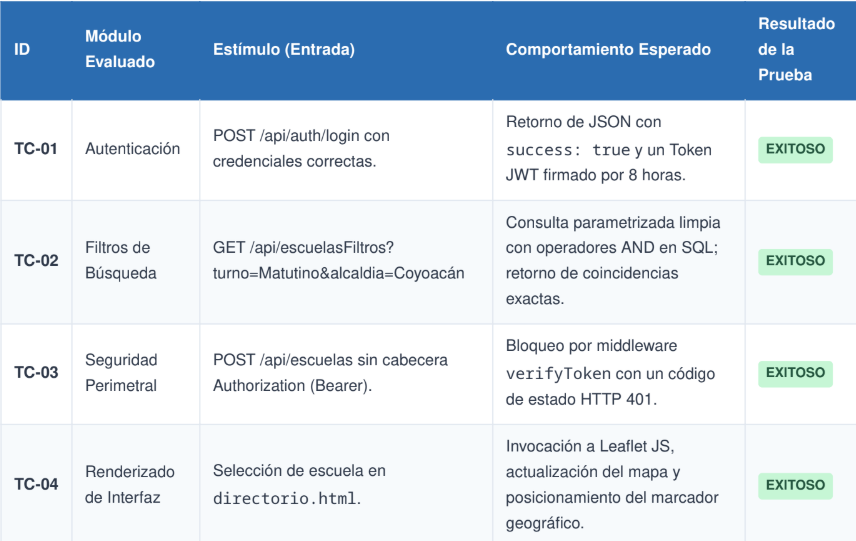 ID
Módulo
Evaluado
Estímulo (Entrada)
Comportamiento Esperado
Resultado
de la
Prueba
TC-01
Autenticación
POST /api/auth/login con
credenciales correctas.
Retorno de JSON con
success: true y un Token
JWT firmado por 8 horas.
EXITOSO
TC-02
Filtros de
Búsqueda
GET /api/escuelasFiltros?
turno=Matutino&alcaldia=Coyoacán
Consulta parametrizada limpia
con operadores AND en SQL;
retorno de coincidencias
exactas.
EXITOSO
TC-03
Seguridad
Perimetral
POST /api/escuelas sin cabecera
Authorization (Bearer).
Bloqueo por middleware
verifyToken con un código
de estado HTTP 401.
EXITOSO
TC-04
Renderizado
de Interfaz
Selección de escuela en
directorio.html.
Invocación a Leaflet JS,
actualización del mapa y
posicionamiento del marcador
geográfico.
EXITOSO